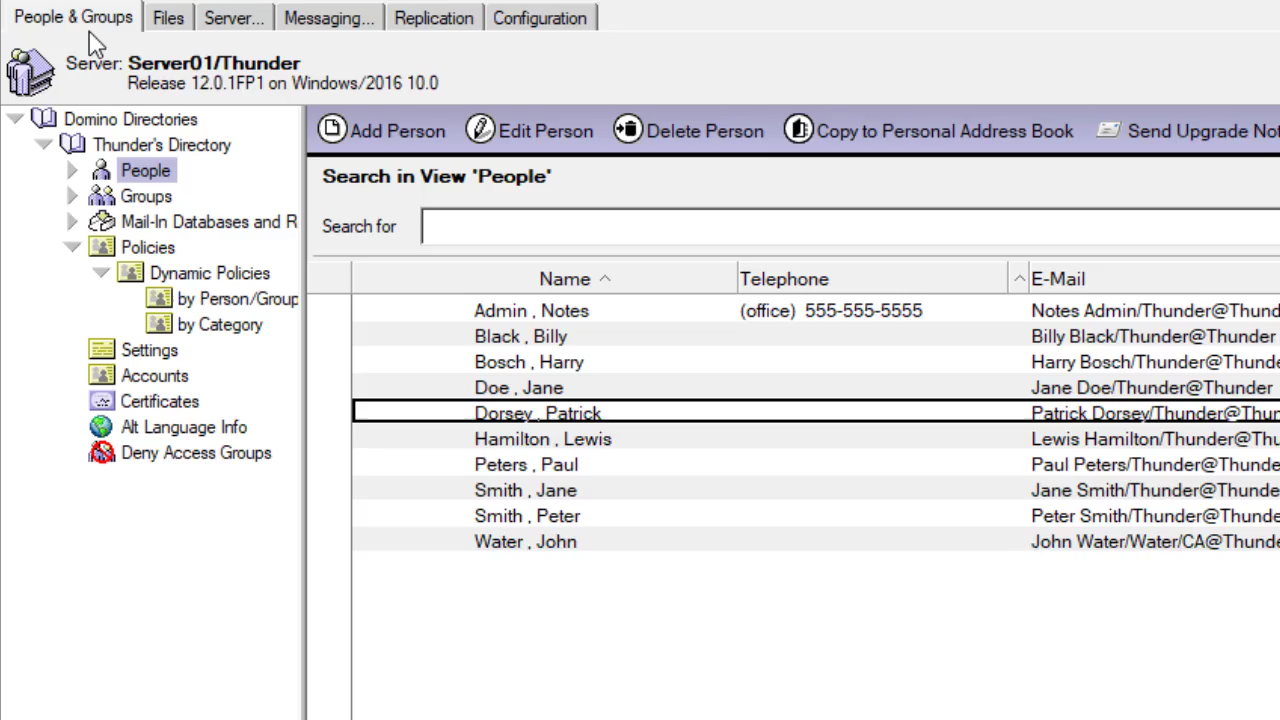 People & Groups Files Server... Messaging... Replication Configuration
Server: Server01/Thunder
Release 12.0.1FP1 on Windows/2016 10.0
Domino Directories
Thunder's Directory
People
Groups
Mail-In Databases and R
Policies
Dynamic Policies
by Person/Group
by Category
Settings
Accounts
Certificates
Alt Language Info
Deny Access Groups
Add Person Edit Person Delete Person Copy to Personal Address Book Send Upgrade Not
Search in View 'People'
Search for
Name Telephone E-Mail
Admin , Notes (office) 555-555-5555 Notes Admin/Thunder@Thund
Black , Billy Billy Black/Thunder@Thunder
Bosch , Harry Harry Bosch/Thunder@Thunde
Doe , Jane Jane Doe/Thunder@Thunder
Dorsey , Patrick Patrick Dorsey/Thunder@Thun
Hamilton , Lewis Lewis Hamilton/Thunder@Thu
Peters , Paul Paul Peters/Thunder@Thunde
Smith , Jane Jane Smith/Thunder@Thunde
Smith , Peter Peter Smith/Thunder@Thunde
Water , John John Water/Water/CA@Thunde